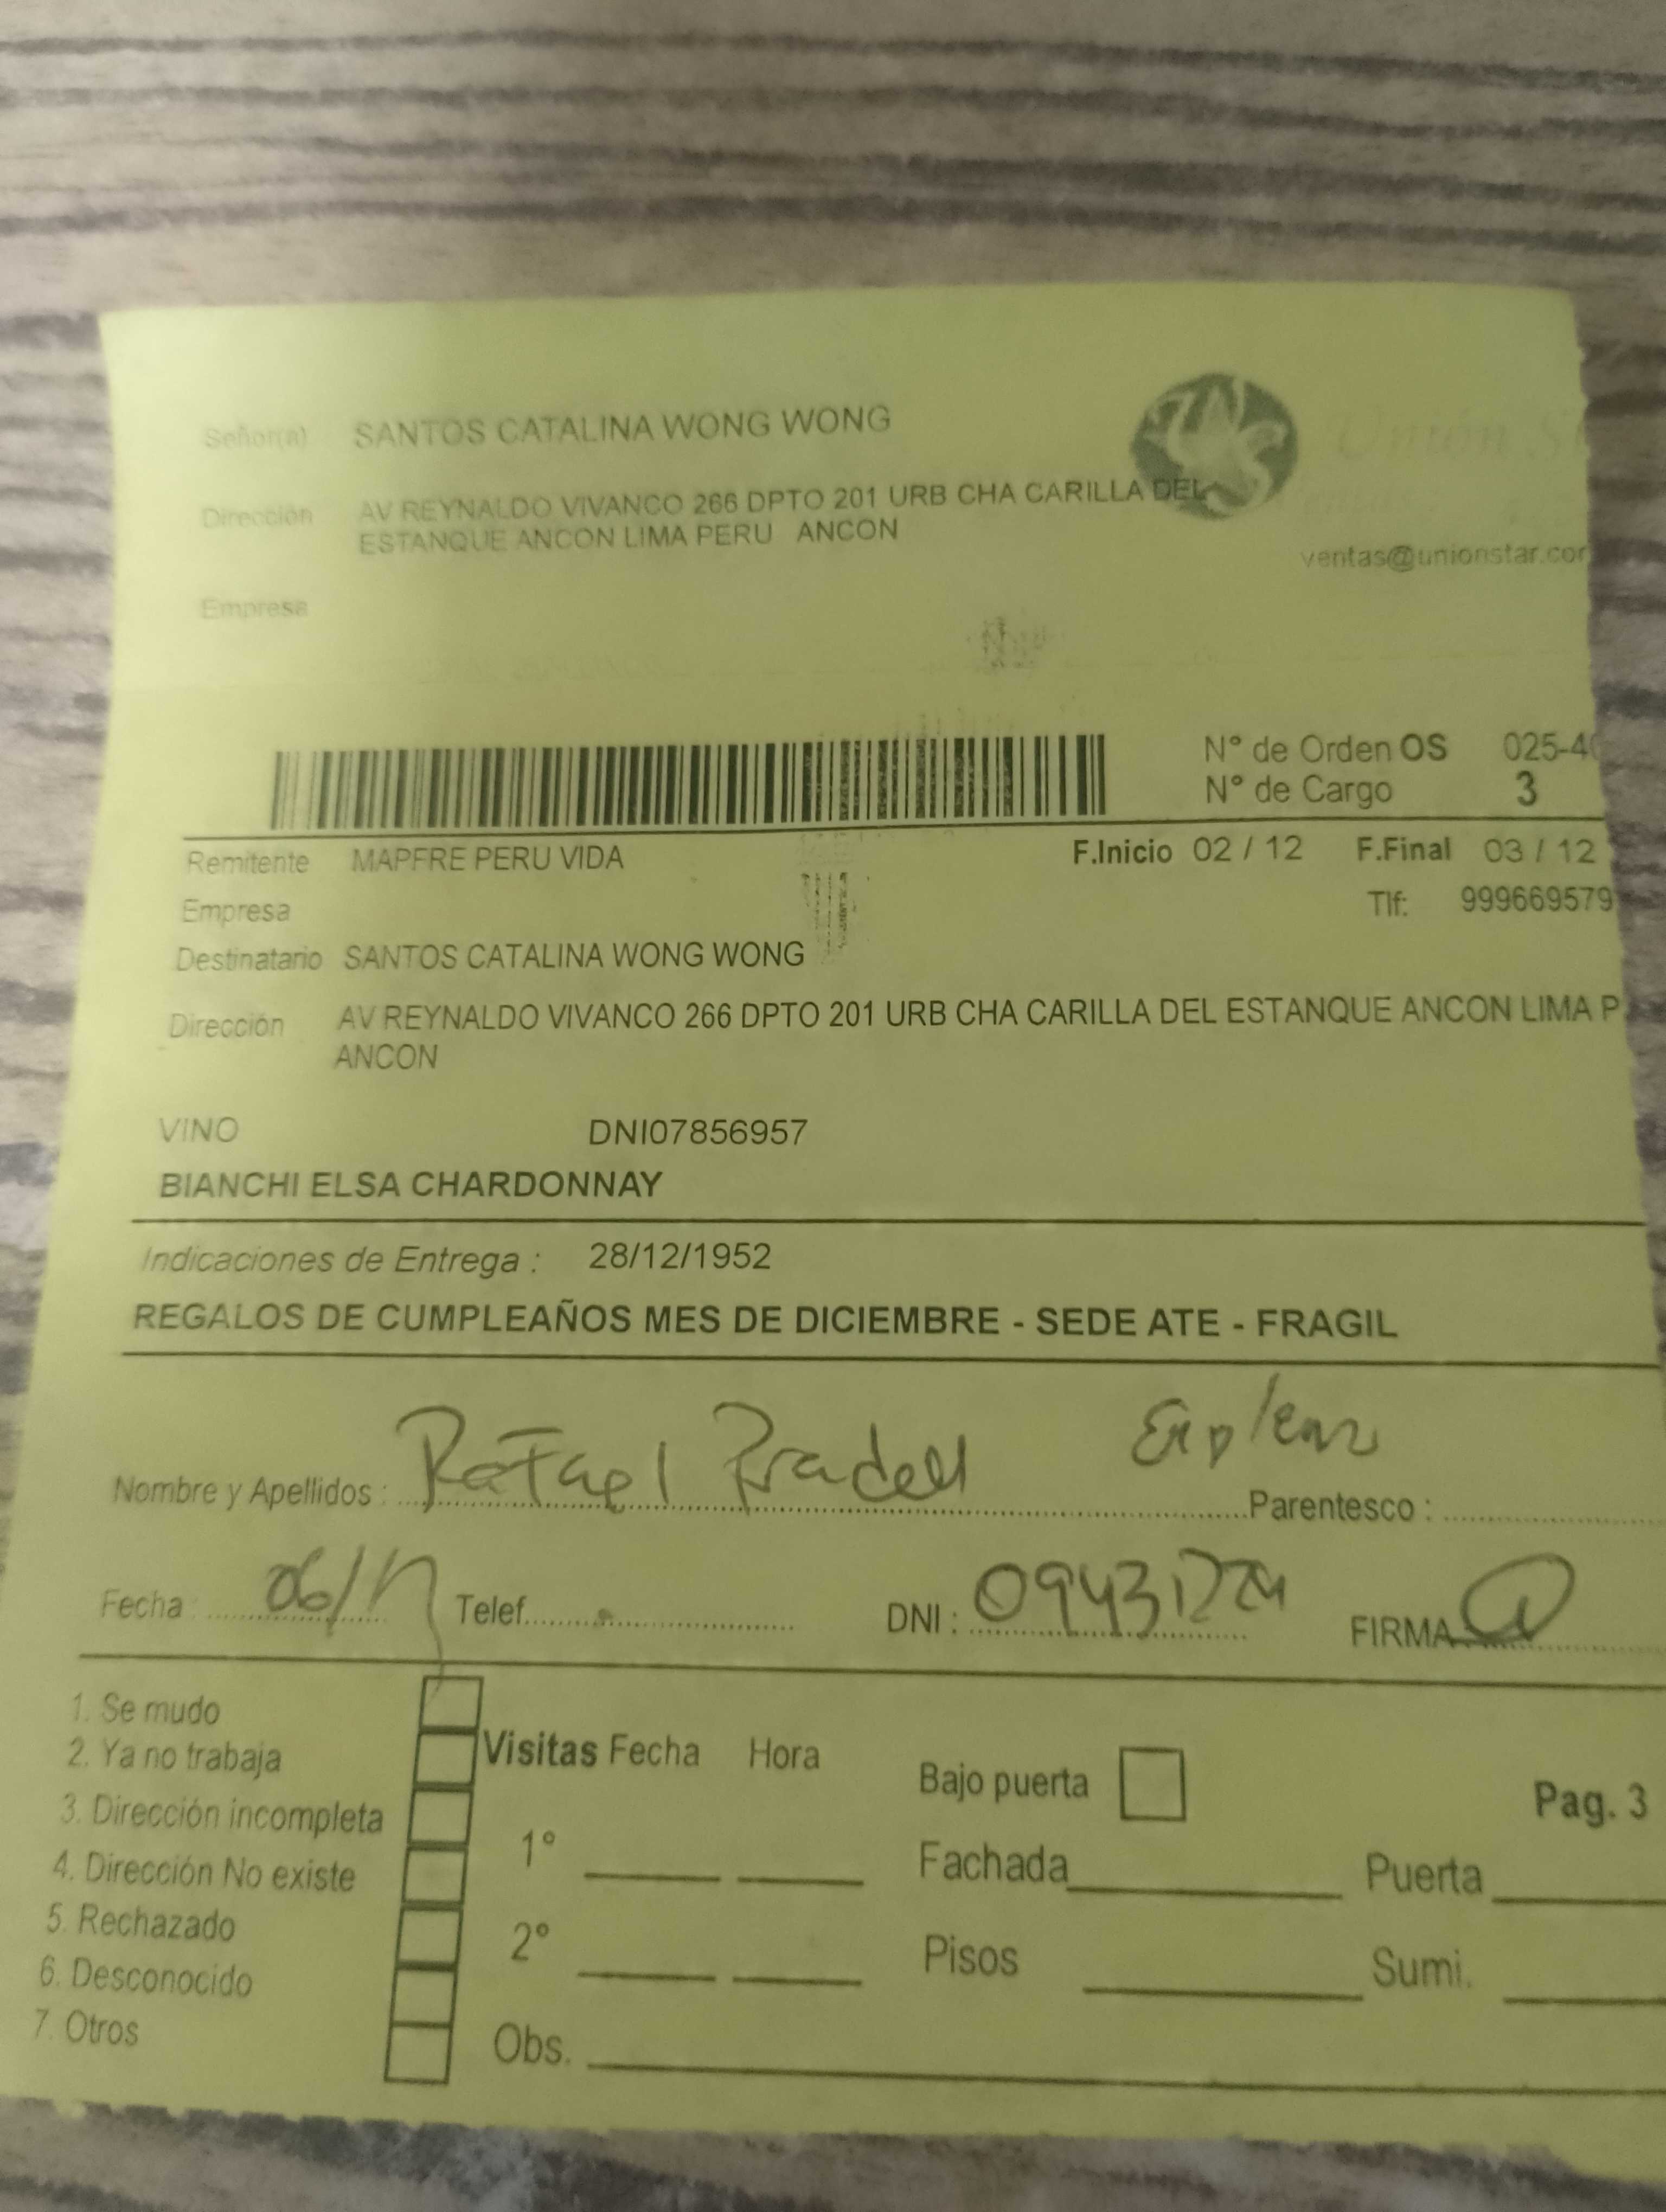 Señor(a) SANTOS CATALINA WONG WONG
Unión S
Dirección AV REYNALDO VIVANCO 266 DPTO 201 URB CHA CARILLA DEL
ESTANQUE ANCON LIMA PERU ANCON
ventas@unionstar.com
Empresa
N° de Orden OS 025-40
N° de Cargo 3
Remitente MAPFRE PERU VIDA F.Inicio 02 / 12 F.Final 03 / 12
Empresa Tlf: 999669579
Destinatario SANTOS CATALINA WONG WONG
Dirección AV REYNALDO VIVANCO 266 DPTO 201 URB CHA CARILLA DEL ESTANQUE ANCON LIMA P
ANCON
VINO DNI07856957
BIANCHI ELSA CHARDONNAY
Indicaciones de Entrega : 28/12/1952
REGALOS DE CUMPLEAÑOS MES DE DICIEMBRE - SEDE ATE - FRAGIL
Nombre y Apellidos : Rafael Parentesco :
Fecha : 06/12 Telef. DNI : FIRMA
1. Se mudo
2. Ya no trabaja Visitas Fecha Hora Bajo puerta Pag. 3
3. Dirección incompleta
4. Dirección No existe 1° Fachada Puerta
5. Rechazado
6. Desconocido 2° Pisos Sumi.
7. Otros Obs.